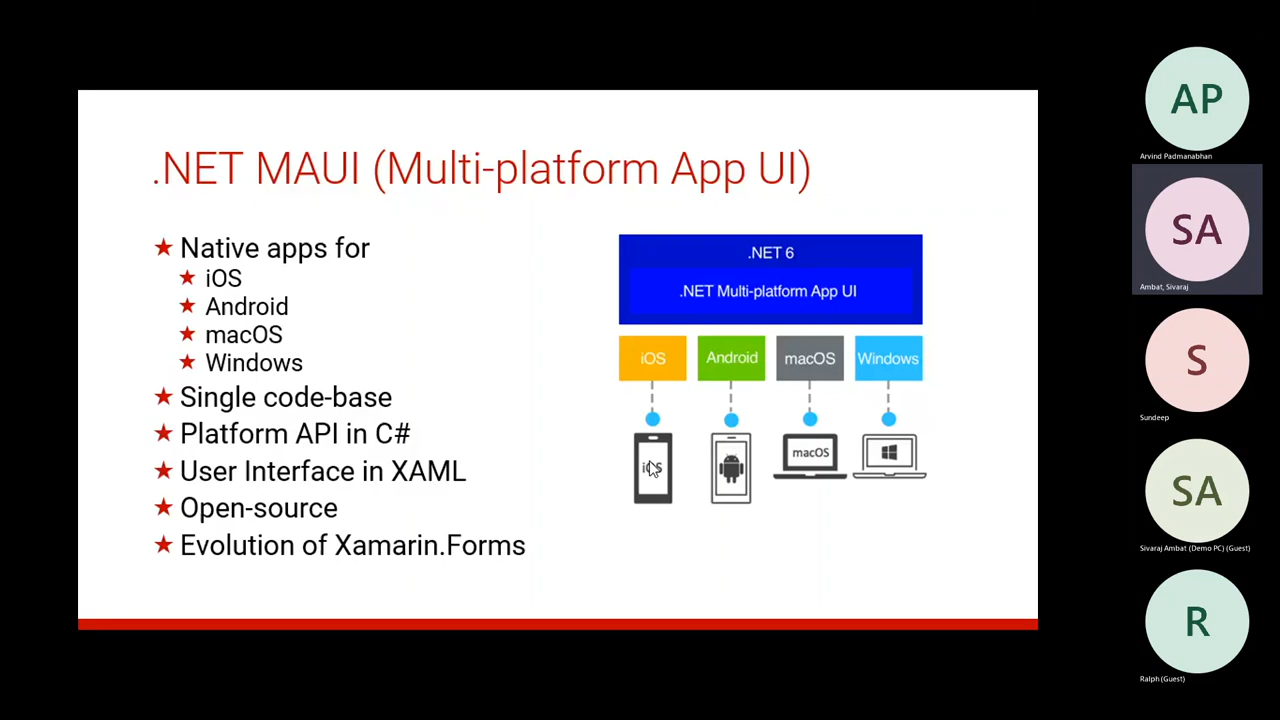 .NET MAUI (Multi-platform App UI)
Native apps for
iOS
Android
macOS
Windows
Single code-base
Platform API in C#
User Interface in XAML
Open-source
Evolution of Xamarin.Forms
.NET 6
.NET Multi-platform App UI
iOS Android macOS Windows
iOS macOS
AP
Arvind Padmanabhan
SA
Ambat, Sivaraj
S
Sundeep
SA
Sivaraj Ambat (Demo PC) (Guest)
R
Ralph (Guest)